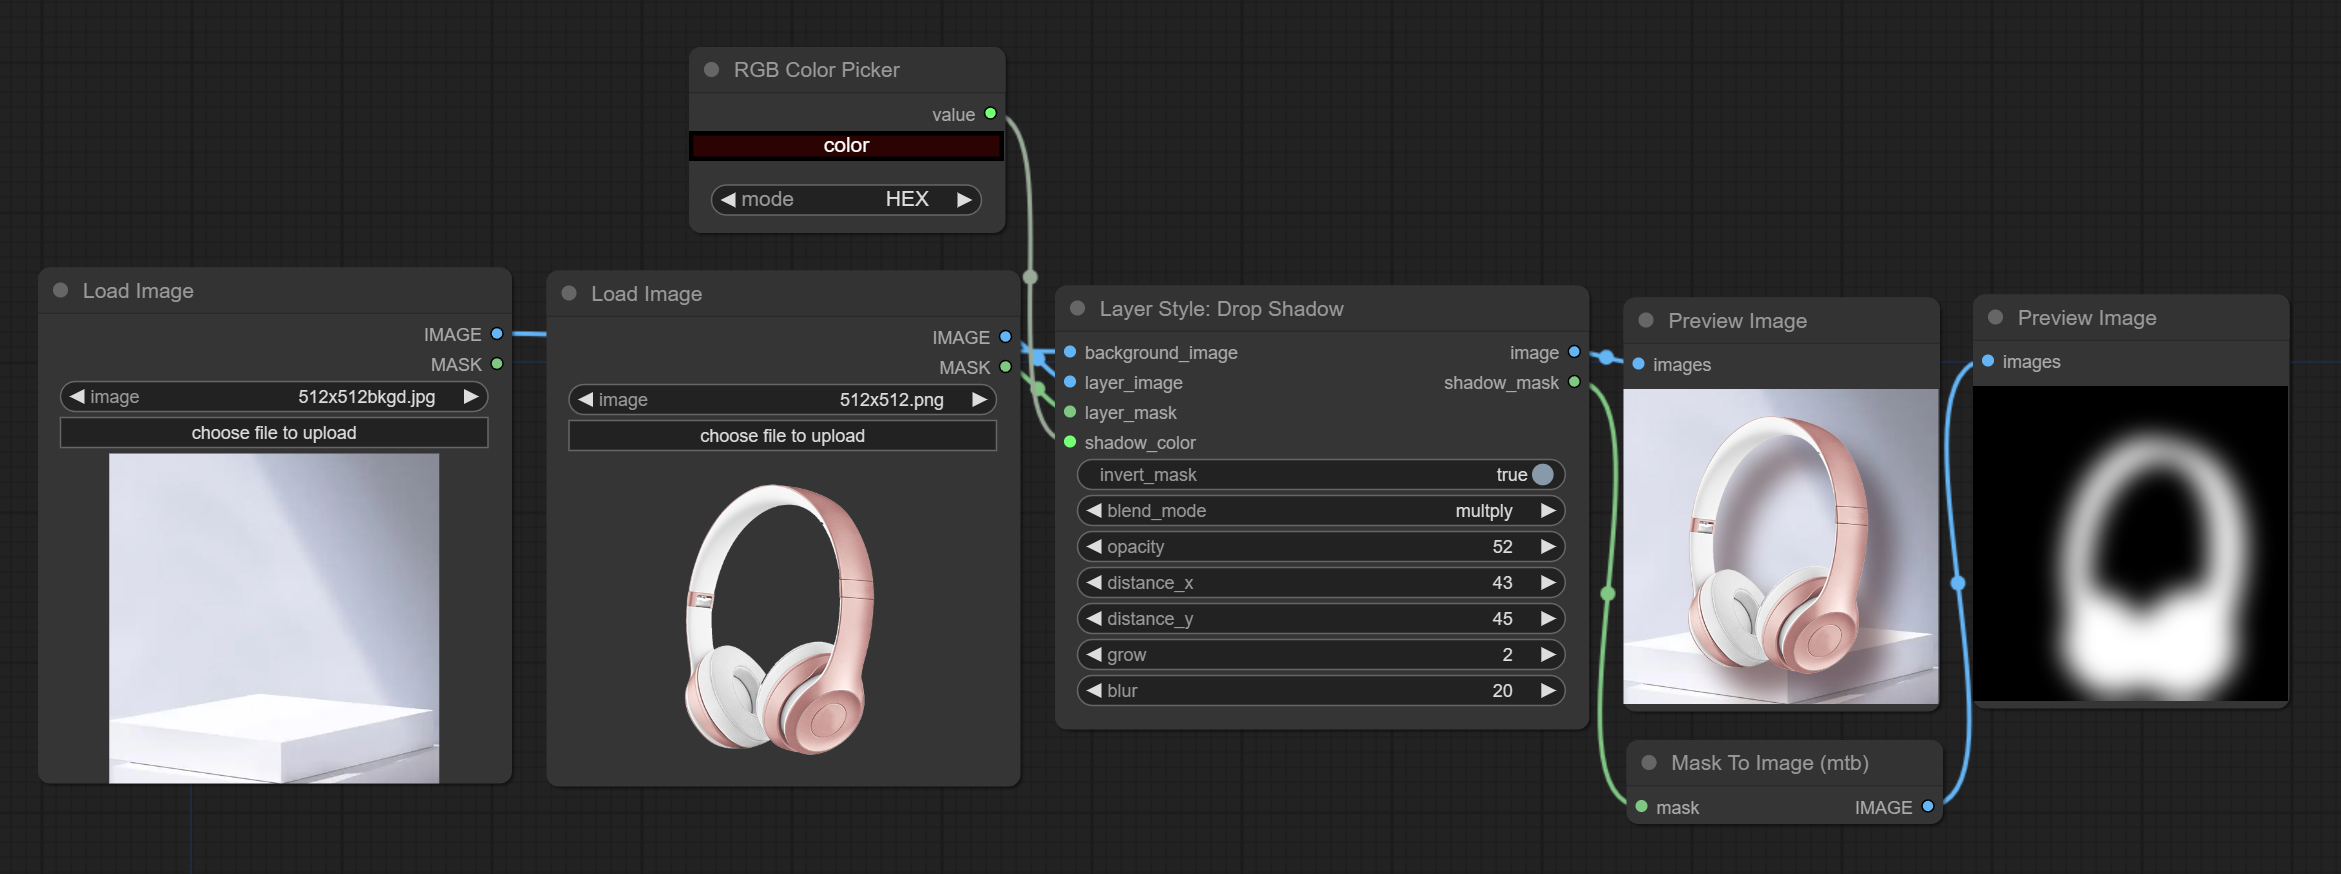 RGB Color Picker
value
color
mode HEX
Load Image
IMAGE
MASK
image 512x512bkgd.jpg
choose file to upload
Load Image
IMAGE
MASK
image 512x512.png
choose file to upload
Layer Style: Drop Shadow
background_image image
layer_image shadow_mask
layer_mask
shadow_color
invert_mask true
blend_mode multply
opacity 52
distance_x 43
distance_y 45
grow 2
blur 20
Preview Image
images
Preview Image
images
Mask To Image (mtb)
mask IMAGE